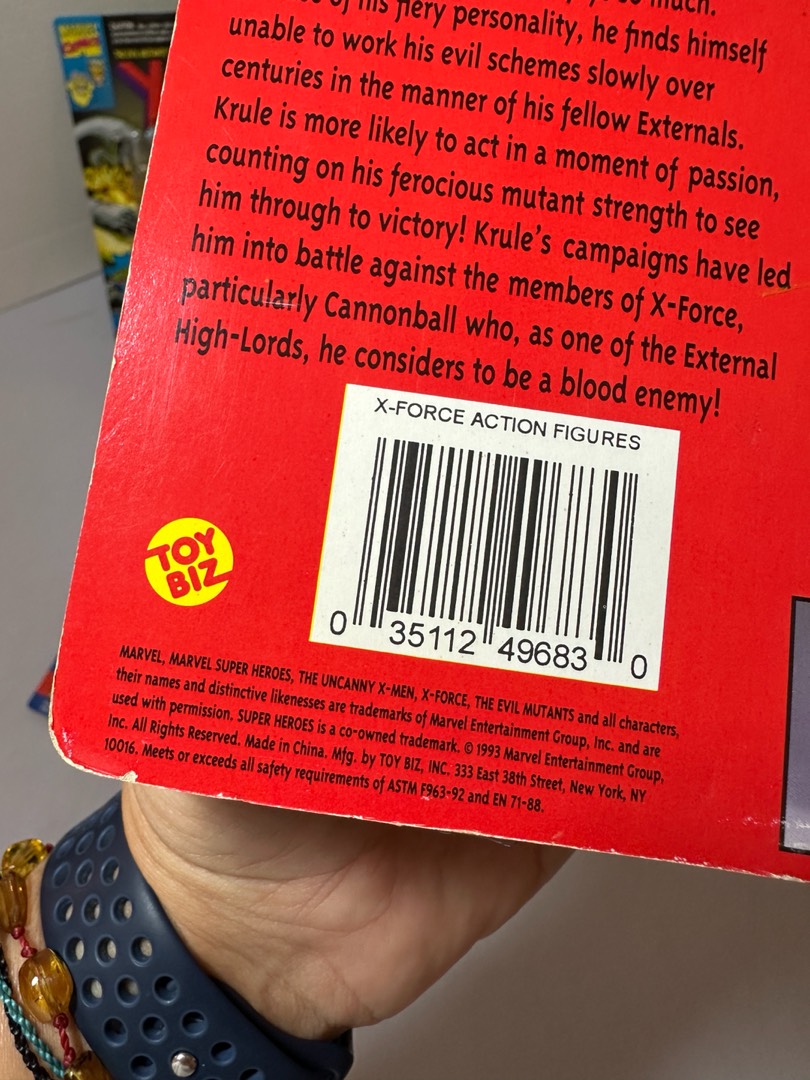 of his fiery personality, he finds himself
unable to work his evil schemes slowly over
centuries in the manner of his fellow Externals.
Krule is more likely to act in a moment of passion,
counting on his ferocious mutant strength to see
him through to victory! Krule's campaigns have led
him into battle against the members of X-Force,
particularly Cannonball who, as one of the External
High-Lords, he considers to be a blood enemy!
X-FORCE ACTION FIGURES
0 35112 49683 0
TOY
BIZ
MARVEL, MARVEL SUPER HEROES, THE UNCANNY X-MEN, X-FORCE, THE EVIL MUTANTS and all characters,
their names and distinctive likenesses are trademarks of Marvel Entertainment Group, Inc. and are
used with permission. SUPER HEROES is a co-owned trademark. © 1993 Marvel Entertainment Group,
Inc. All Rights Reserved. Made in China. Mfg. by TOY BIZ, INC. 333 East 38th Street, New York, NY
10016. Meets or exceeds all safety requirements of ASTM F963-92 and EN 71-88.